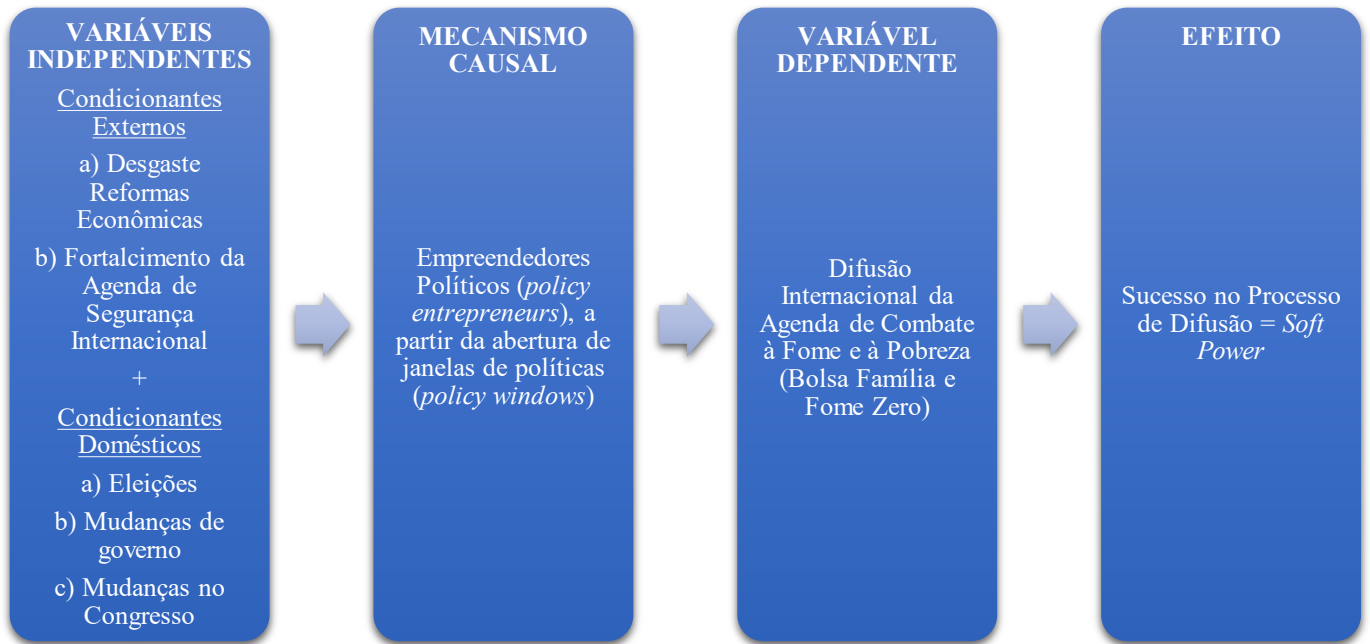 VARIÁVEIS
INDEPENDENTES
Condicionantes
Externos
a) Desgaste
Reformas
Econômicas
b) Fortalcimento da
Agenda de
Segurança
Internacional
+
Condicionantes
Domésticos
a) Eleições
b) Mudanças de
governo
c) Mudanças no
Congresso
MECANISMO
CAUSAL
Empreendedores
Políticos (policy
entrepreneurs), a
partir da abertura de
janelas de políticas
(policy windows)
VARIÁVEL
DEPENDENTE
Difusão
Internacional da
Agenda de Combate
à Fome e à Pobreza
(Bolsa Família e
Fome Zero)
EFEITO
Sucesso no Processo
de Difusão = Soft
Power